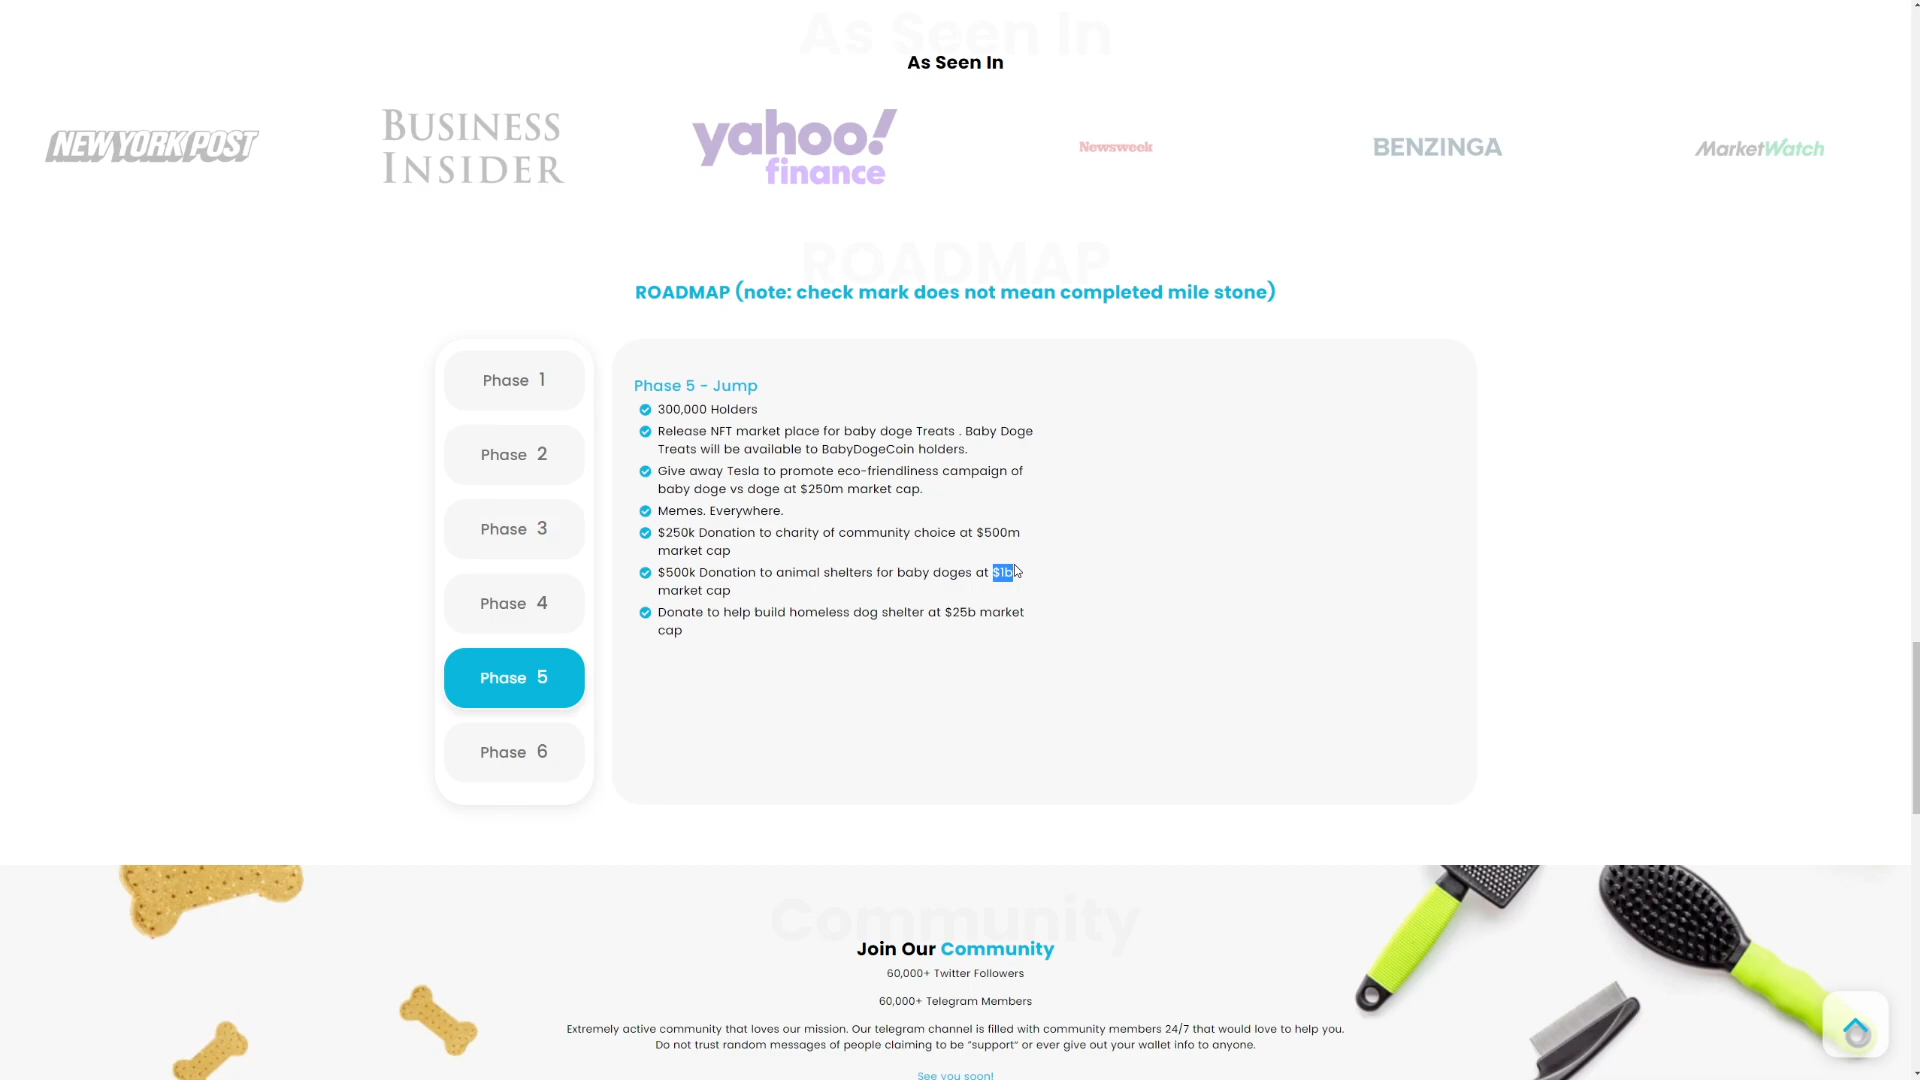 As Seen In
As Seen In
NEW YORK POST
BUSINESS
INSIDER
yahoo!
finance
Newsweek
BENZINGA
MarketWatch
ROADMAP
ROADMAP (note: check mark does not mean completed mile stone)
Phase 1
Phase 2
Phase 3
Phase 4
Phase 5
Phase 6
Phase 5 - Jump
300,000 Holders
Release NFT market place for baby doge Treats . Baby Doge
Treats will be available to BabyDogeCoin holders.
Give away Tesla to promote eco-friendliness campaign of
baby doge vs doge at $250m market cap.
Memes. Everywhere.
$250k Donation to charity of community choice at $500m
market cap
$500k Donation to animal shelters for baby doges at $1b
market cap
Donate to help build homeless dog shelter at $25b market
cap
Community
Join Our Community
60,000+ Twitter Followers
60,000+ Telegram Members
Extremely active community that loves our mission. Our telegram channel is filled with community members 24/7 that would love to help you.
Do not trust random messages of people claiming to be “support” or ever give out your wallet info to anyone.
See you soon!